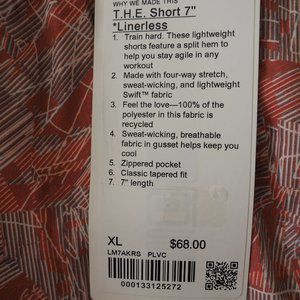 WHY WE MADE THIS
T.H.E. Short 7"
*Linerless
1. Train hard. These lightweight
shorts feature a split hem to
help you stay agile in any
workout
2. Made with four-way stretch,
sweat-wicking, and lightweight
Swift™ fabric
3. Feel the love—100% of the
polyester in this fabric is
recycled
4. Sweat-wicking, breathable
fabric in gusset helps keep you
cool
5. Zippered pocket
6. Classic tapered fit
7. 7" length
XL $68.00
LM7AKRS PLVC
000133125272